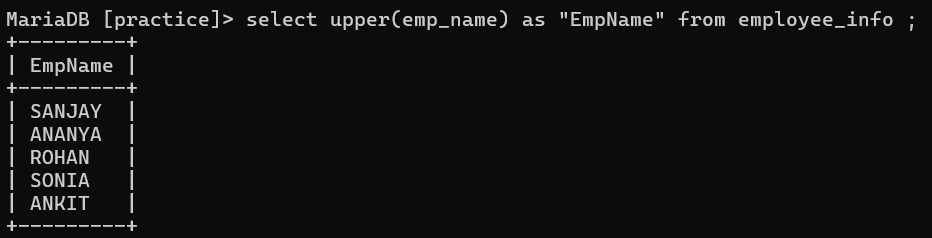 MariaDB [practice]> select upper(emp_name) as "EmpName" from employee_info ;
+---------+
| EmpName |
+---------+
| SANJAY  |
| ANANYA  |
| ROHAN   |
| SONIA   |
| ANKIT   |
+---------+